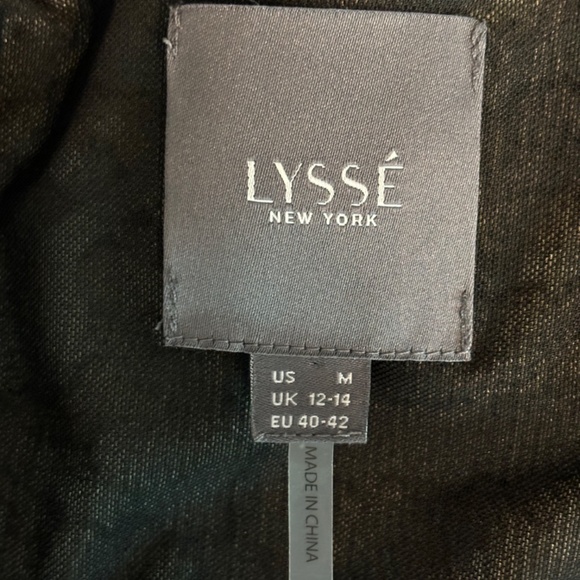 LYSSÉ
NEW YORK
US M
UK 12-14
EU 40-42
MADE IN CHINA